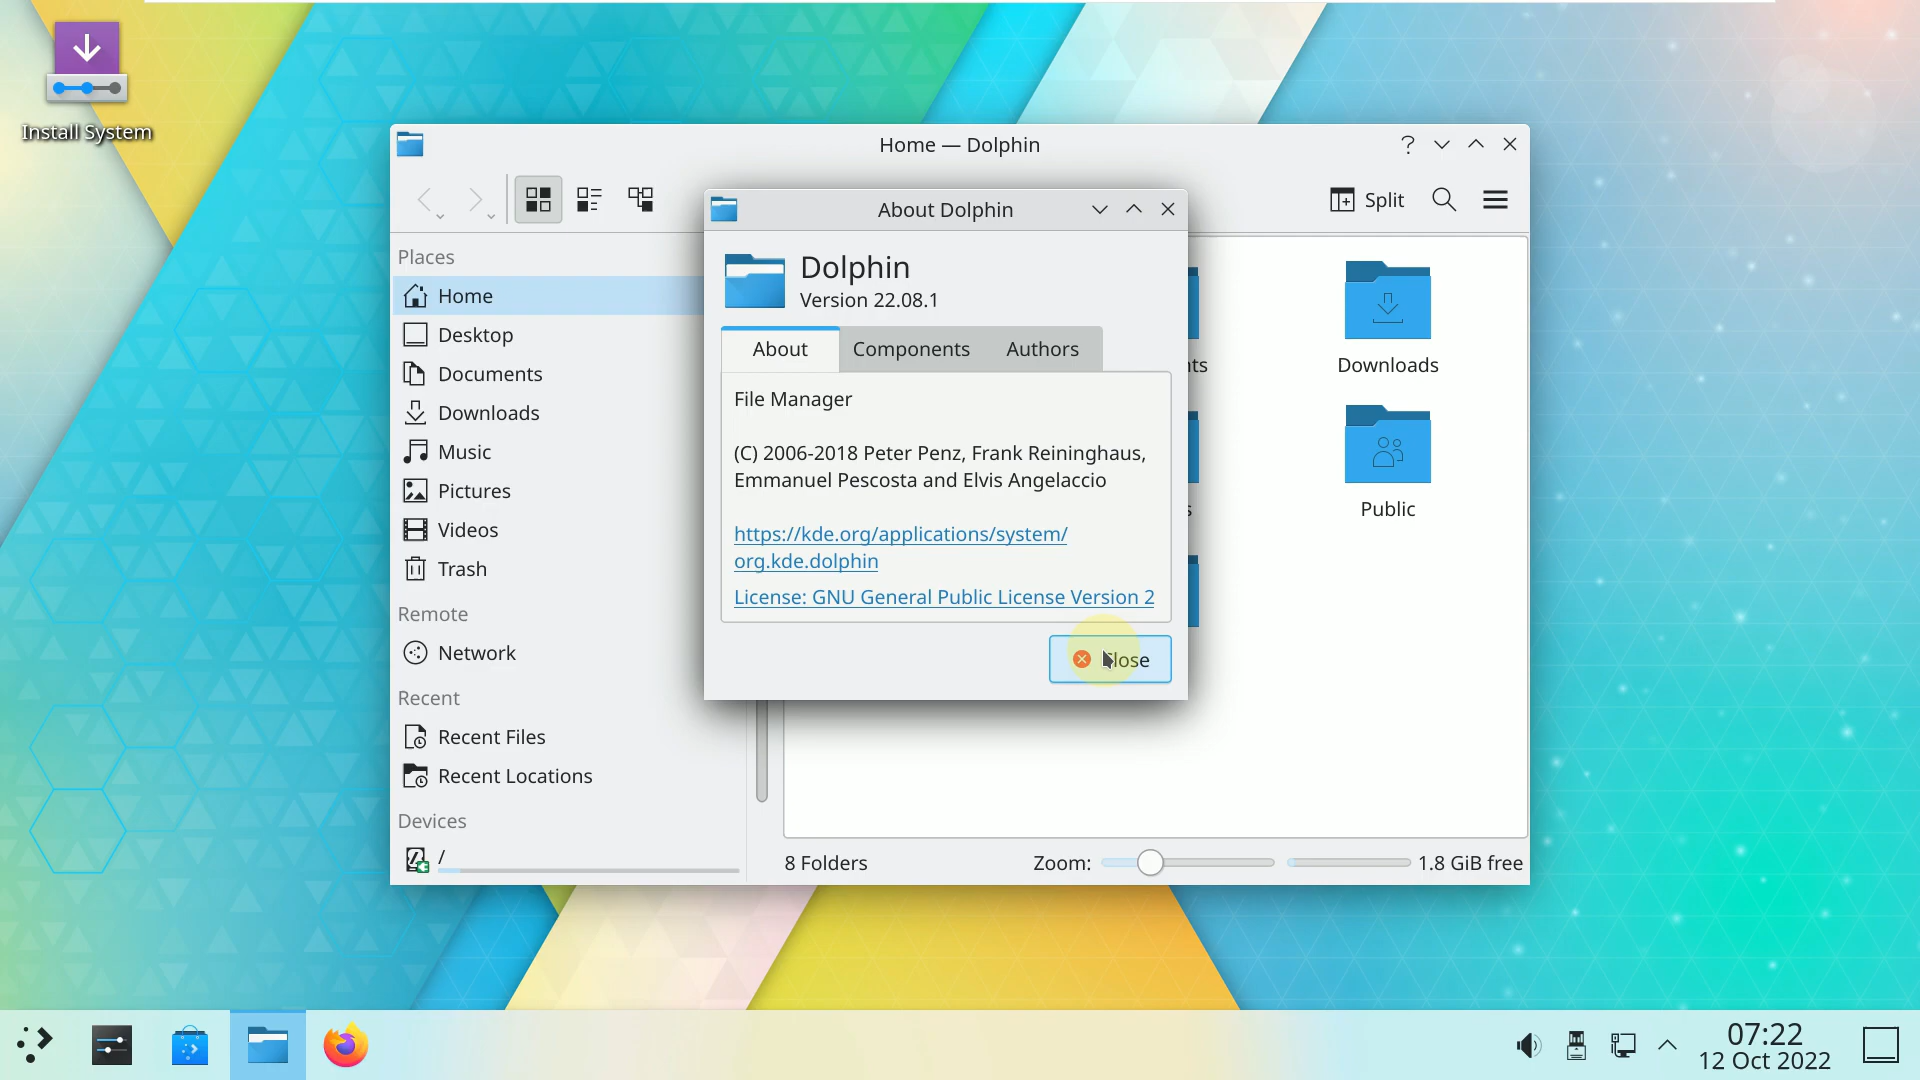 Install System
Home — Dolphin
Split
About Dolphin
Dolphin
Version 22.08.1
About
Components
Authors
File Manager
(C) 2006-2018 Peter Penz, Frank Reininghaus,
Emmanuel Pescosta and Elvis Angelaccio
https://kde.org/applications/system/
org.kde.dolphin
License: GNU General Public License Version 2
Places
Home
Desktop
Documents
Downloads
Music
Pictures
Videos
Trash
Remote
Network
Recent
Recent Files
Recent Locations
Devices
/
Downloads
Public
8 Folders
Zoom:
1.8 GiB free
07:22
12 Oct 2022